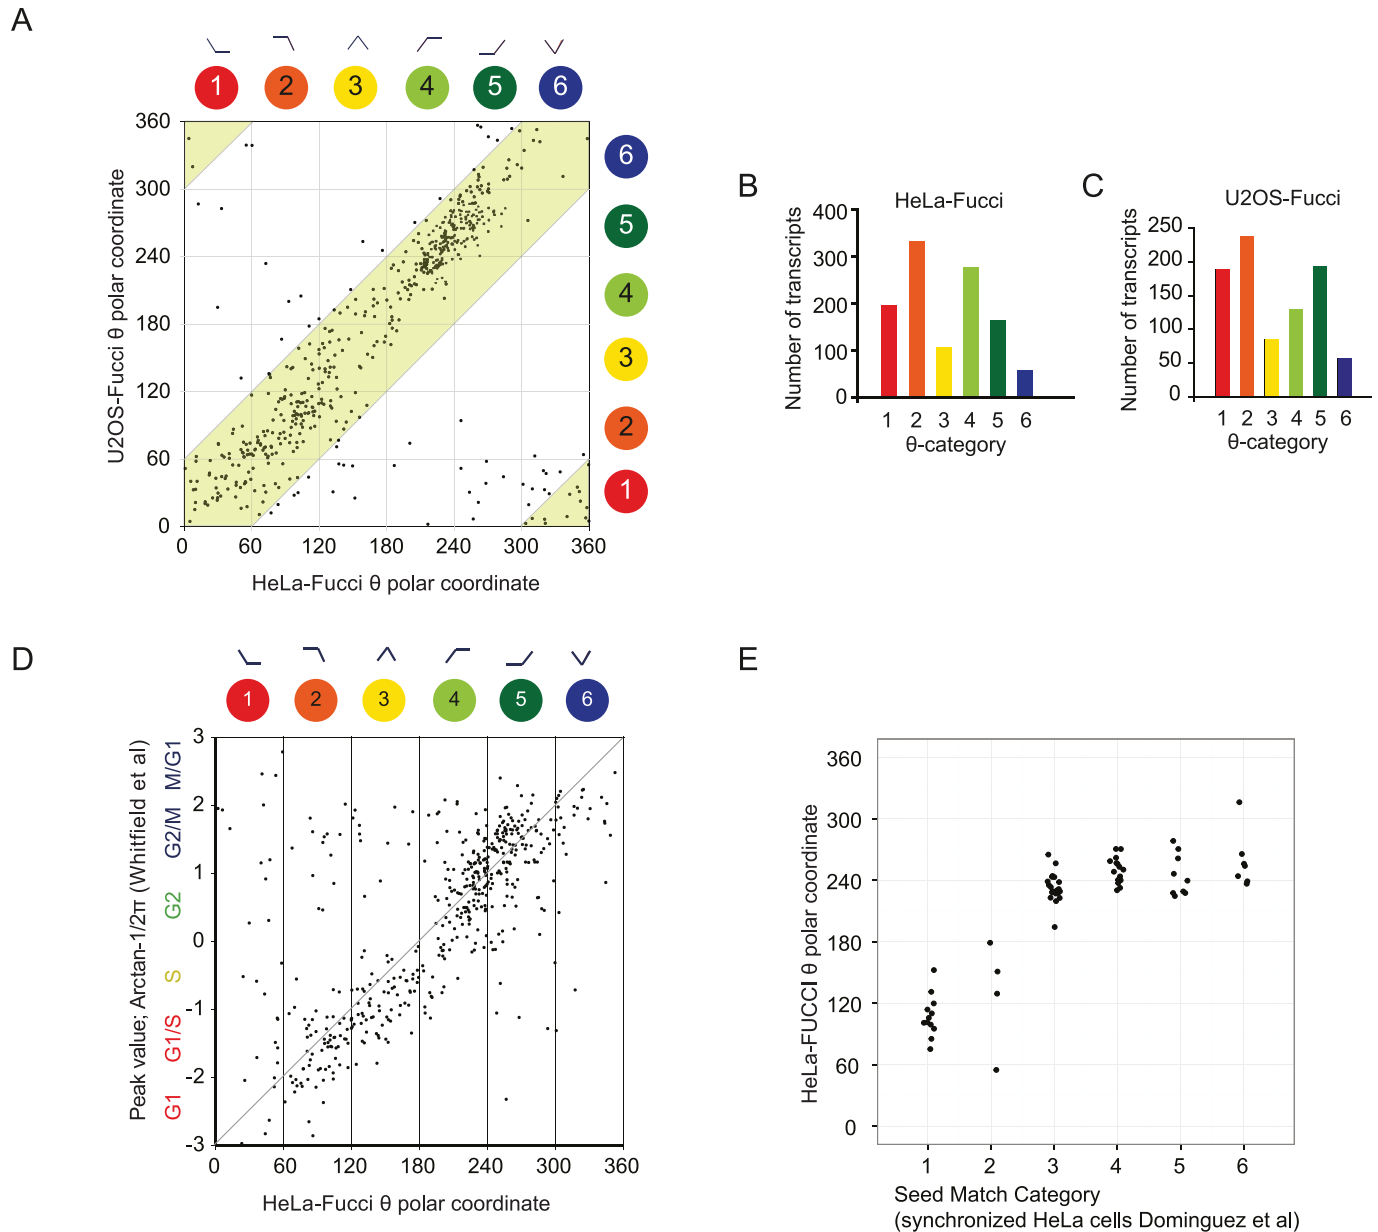 A
1 2 3 4 5 6
360
300
240
180
120
60
0
U2OS-Fucci θ polar coordinate
6
5
4
3
2
1
0 60 120 180 240 300 360
HeLa-Fucci θ polar coordinate
B
HeLa-Fucci
400
300
200
100
0
Number of transcripts
1 2 3 4 5 6
θ-category
C
U2OS-Fucci
250
200
150
100
50
0
Number of transcripts
1 2 3 4 5 6
θ-category
D
1 2 3 4 5 6
Peak value; Arctan-1/2π (Whitfield et al)
G1 G1/S S G2 G2/M M/G1
3
2
1
0
-1
-2
-3
0 60 120 180 240 300 360
HeLa-Fucci θ polar coordinate
E
360
300
240
180
120
60
0
HeLa-FUCCI θ polar coordinate
1 2 3 4 5 6
Seed Match Category
(synchronized HeLa cells Dominguez et al)